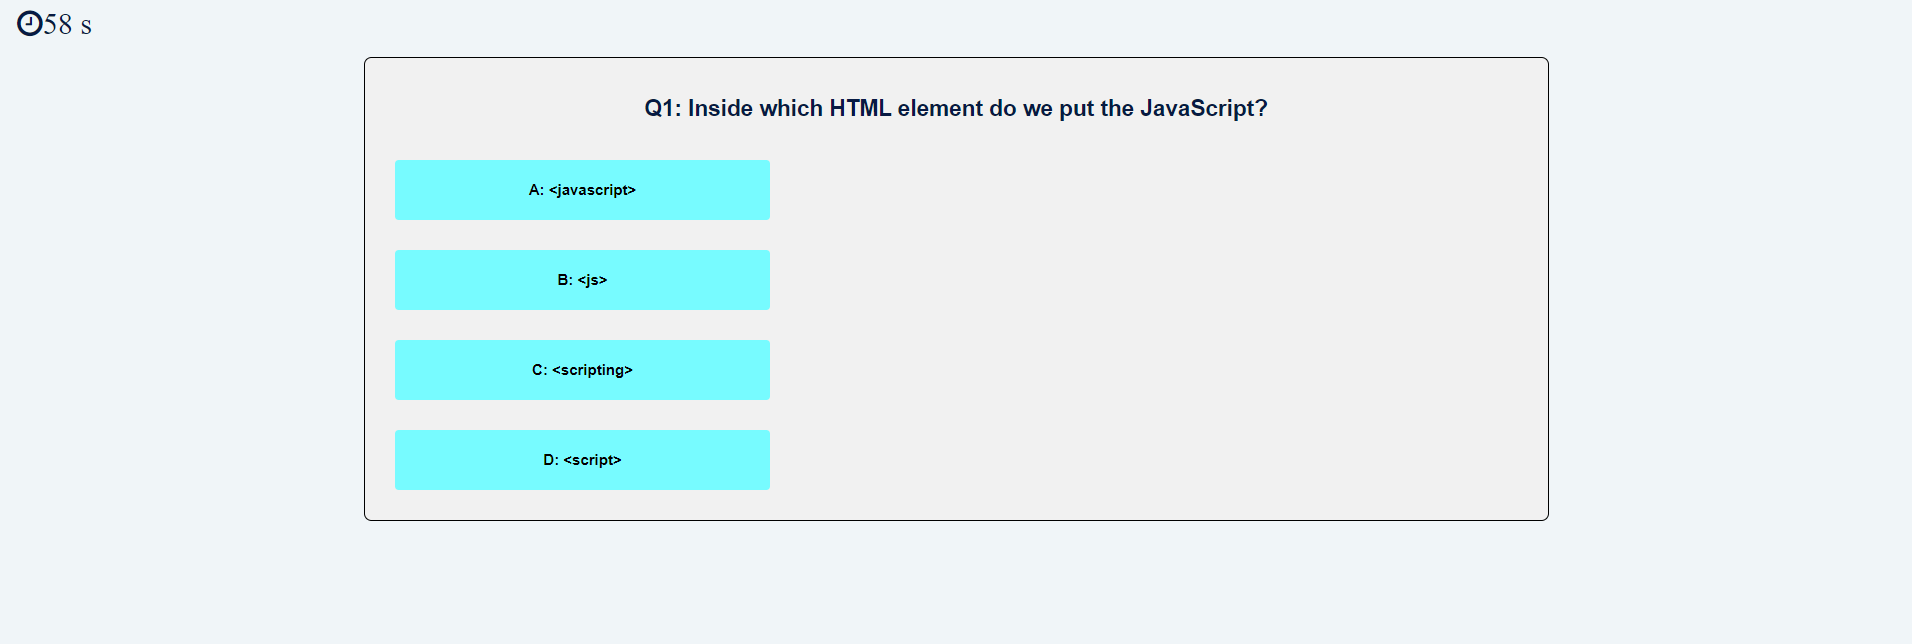 58 s
Q1: Inside which HTML element do we put the JavaScript?
A: <javascript>
B: <js>
C: <scripting>
D: <script>